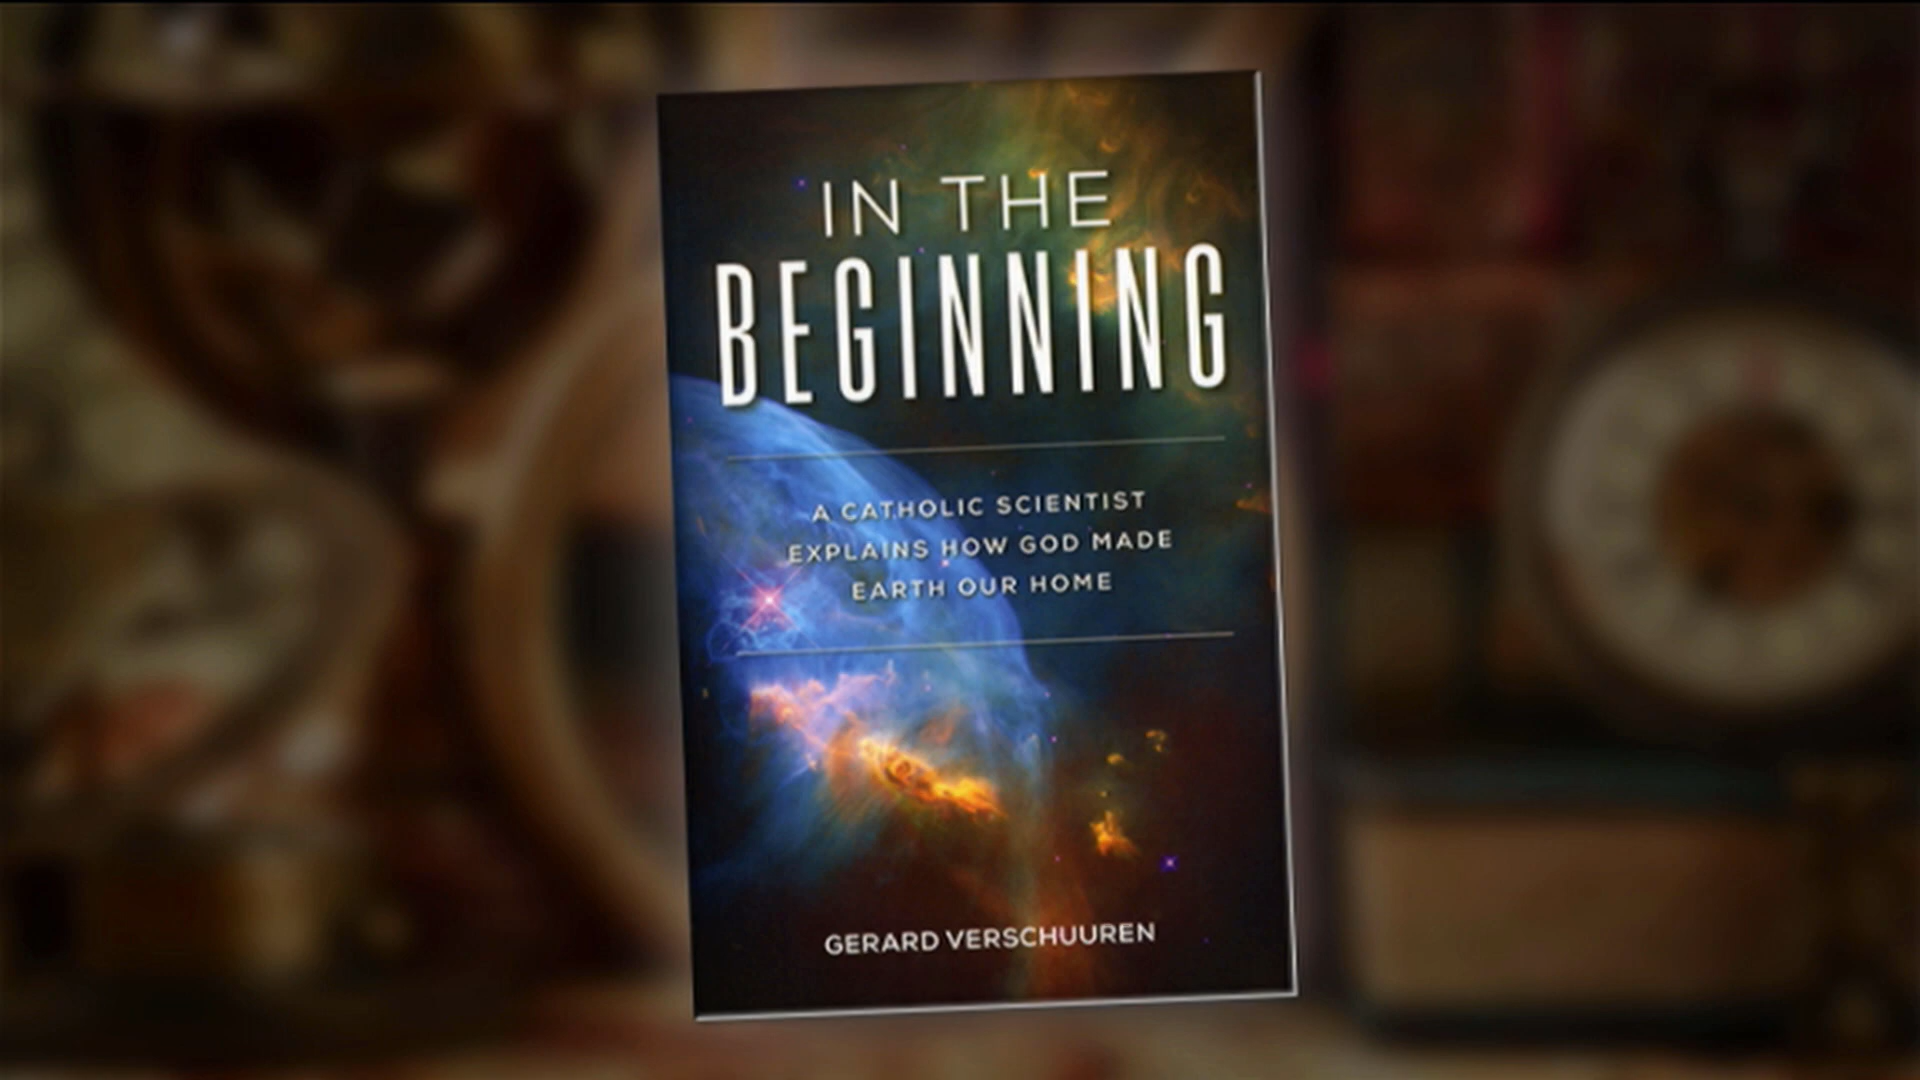 IN THE
BEGINNING
A CATHOLIC SCIENTIST
EXPLAINS HOW GOD MADE
EARTH OUR HOME
GERARD VERSCHUUREN